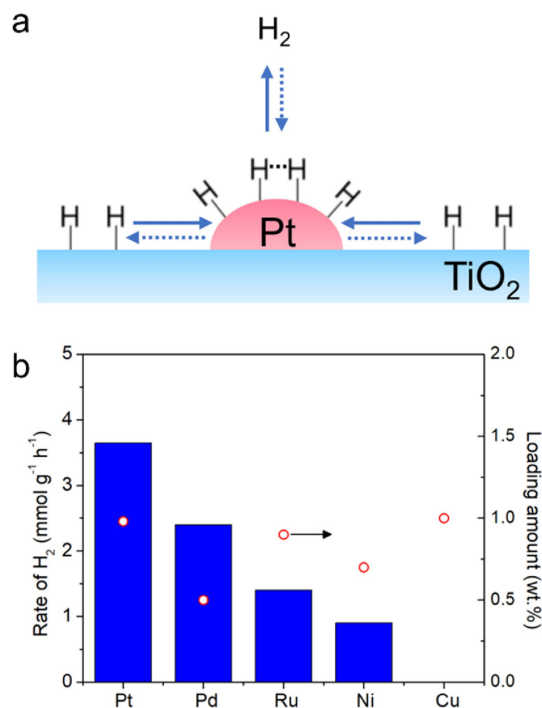 a
H₂
H H H···H H H H
Pt
TiO₂
b
5
4
3
2
1
0
Rate of H₂ (mmol g⁻¹ h⁻¹)
2.0
1.5
1.0
0.5
0.0
Loading amount (wt.%)
Pt Pd Ru Ni Cu